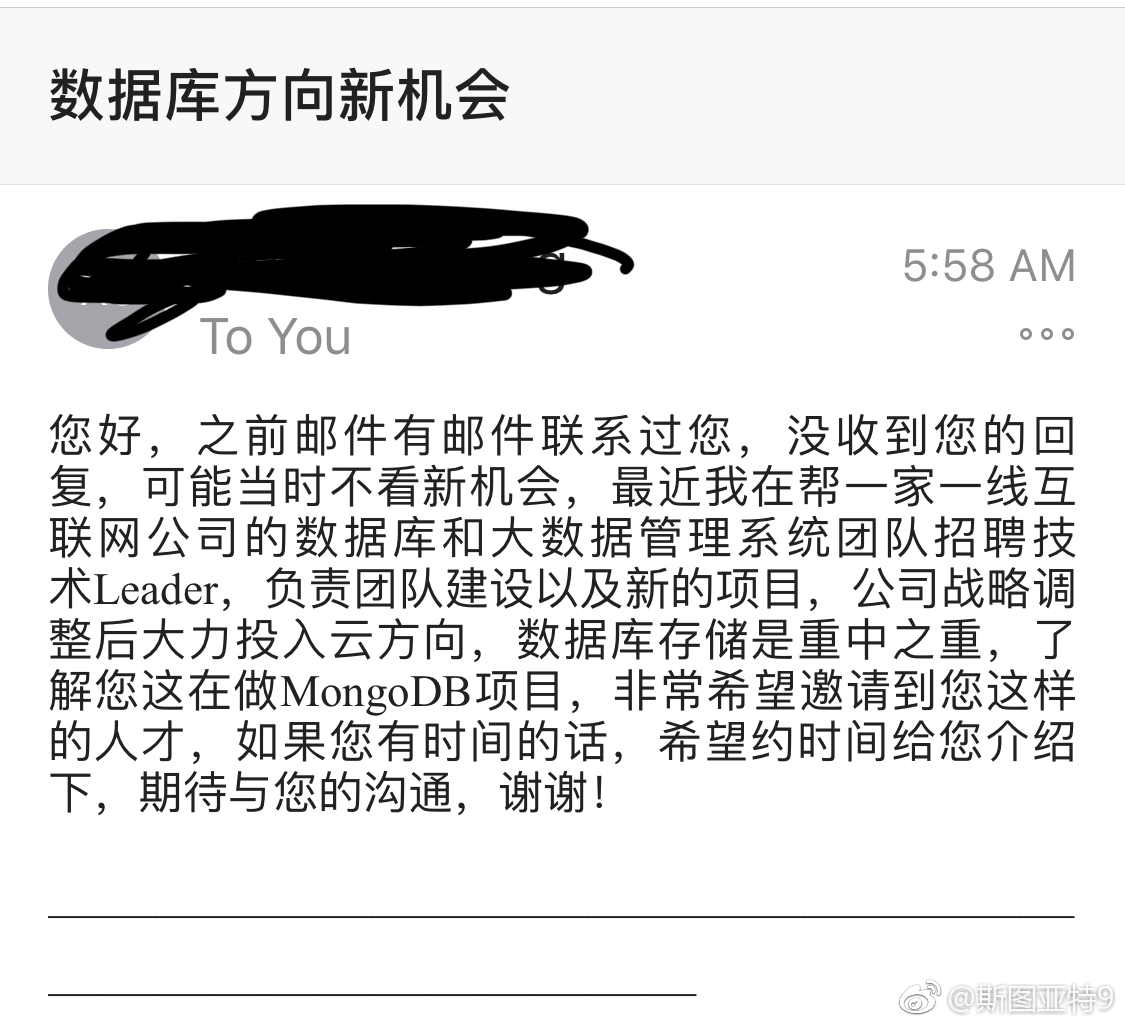 数据库方向新机会
5:58 AM
To You
您好，之前邮件有邮件联系过您，没收到您的回
复，可能当时不看新机会，最近我在帮一家一线互
联网公司的数据库和大数据管理系统团队招聘技
术Leader，负责团队建设以及新的项目，公司战略调
整后大力投入云方向，数据库存储是重中之重，了
解您这在做MongoDB项目，非常希望邀请到您这样
的人才，如果您有时间的话，希望约时间给您介绍
下，期待与您的沟通，谢谢！
@斯图亚特9